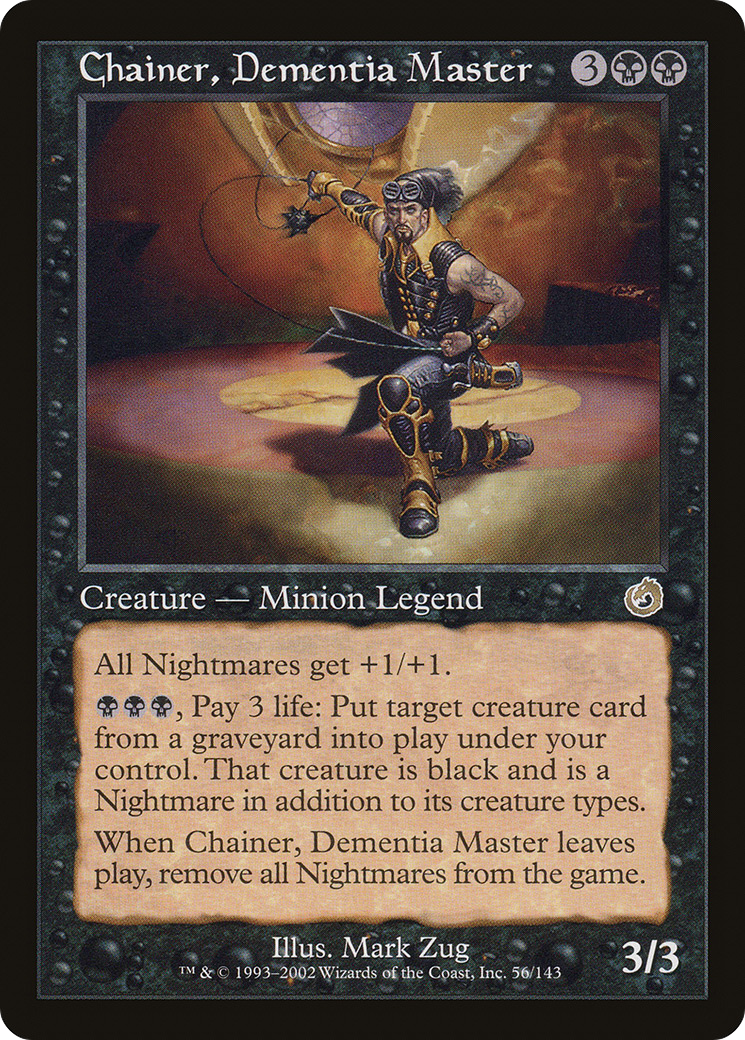 Chainer, Dementia Master 3
Creature — Minion Legend
All Nightmares get +1/+1.
, Pay 3 life: Put target creature card
from a graveyard into play under your
control. That creature is black and is a
Nightmare in addition to its creature types.
When Chainer, Dementia Master leaves
play, remove all Nightmares from the game.
Illus. Mark Zug
™ & © 1993–2002 Wizards of the Coast, Inc. 56/143
3/3